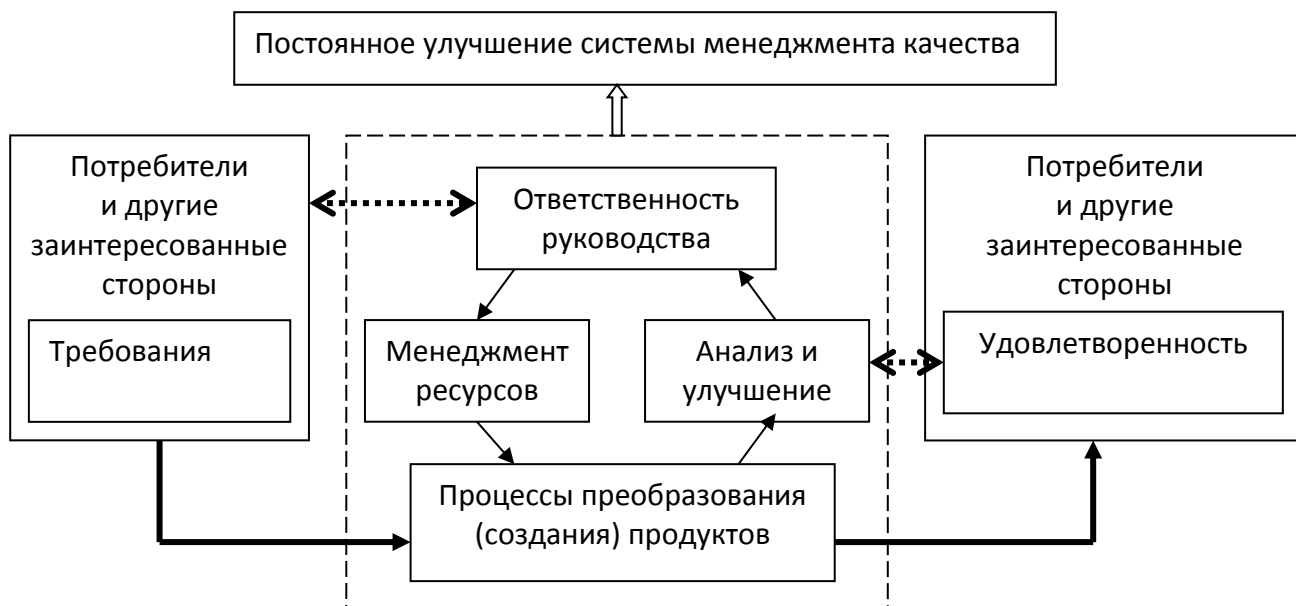 Постоянное улучшение системы менеджмента качества
Потребители
и другие
заинтересованные
стороны
Требования
Ответственность
руководства
Менеджмент
ресурсов
Анализ и
улучшение
Процессы преобразования
(создания) продуктов
Потребители
и другие
заинтересованные
стороны
Удовлетворенность